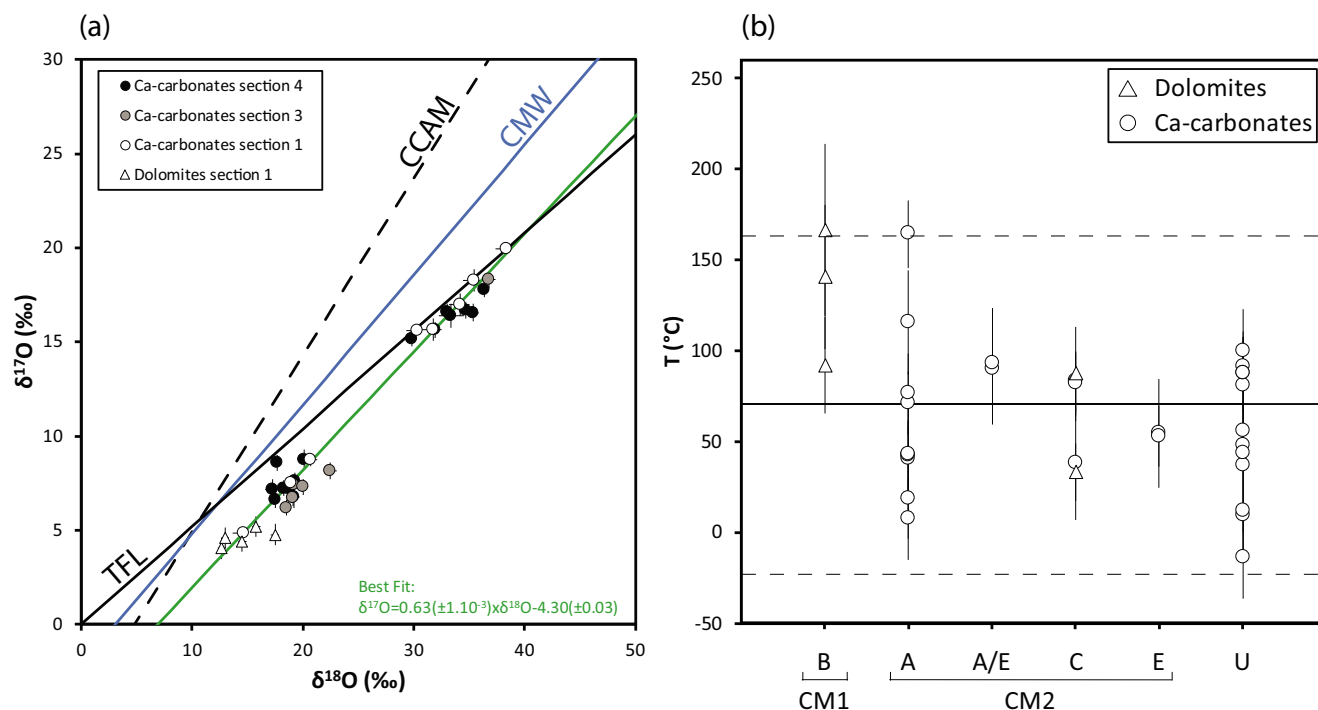 (a)
30
25
20
15
10
5
0
δ¹⁷O (‰)
Ca-carbonates section 4
Ca-carbonates section 3
Ca-carbonates section 1
Dolomites section 1
CCAM
CMW
TFL
Best Fit:
δ¹⁷O=0.63(±1.10⁻³)xδ¹⁸O-4.30(±0.03)
0 10 20 30 40 50
δ¹⁸O (‰)
(b)
250
200
150
100
50
0
-50
T (°C)
Dolomites
Ca-carbonates
B A A/E C E U
CM1 CM2